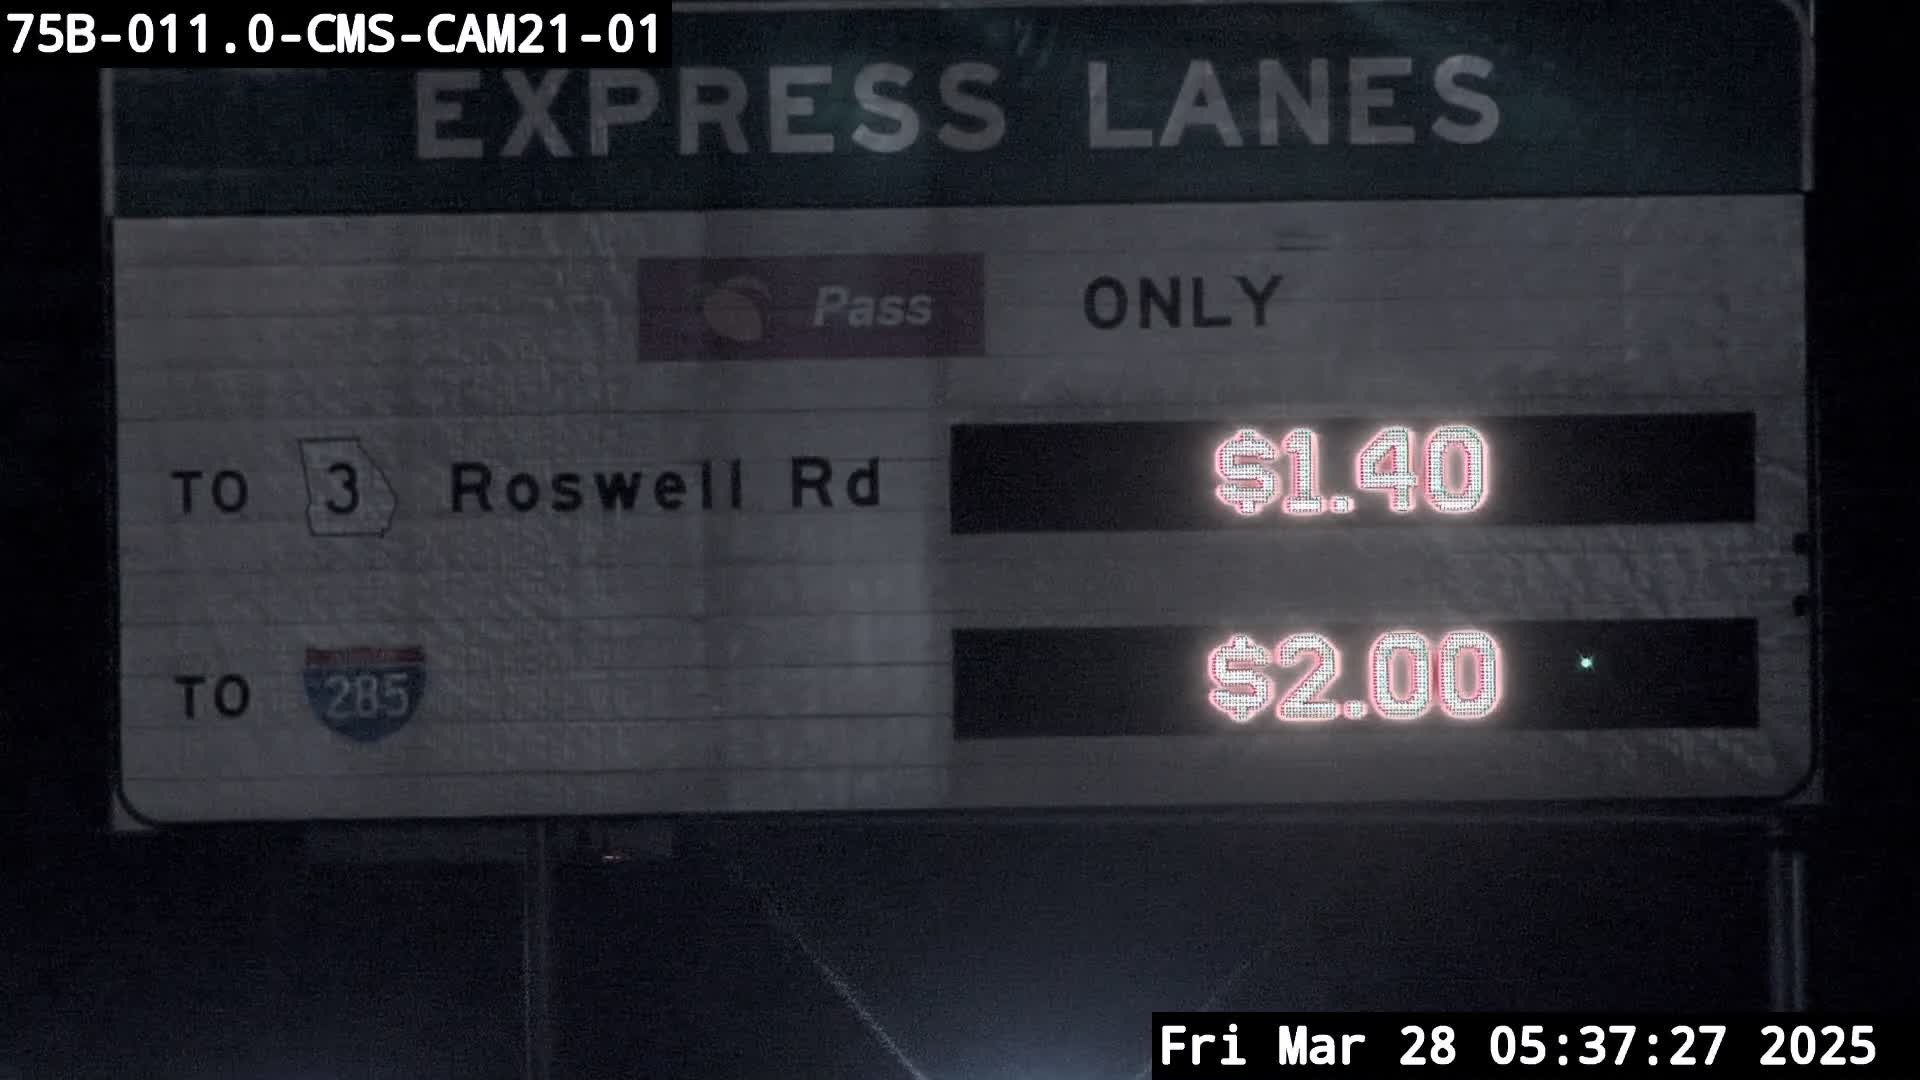 75B-011.0-CMS-CAM21-01
EXPRESS LANES
Pass ONLY
TO 3 Roswell Rd $1.40
TO 285 $2.00
Fri Mar 28 05:37:27 2025